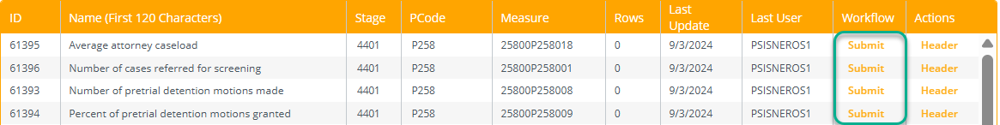 ID Name (First 120 Characters) Stage PCode Measure Rows Last Update Last User Workflow Actions
61395 Average attorney caseload 4401 P258 25800P258018 0 9/3/2024 PSISNEROS1 Submit Header
61396 Number of cases referred for screening 4401 P258 25800P258001 0 9/3/2024 PSISNEROS1 Submit Header
61393 Number of pretrial detention motions made 4401 P258 25800P258008 0 9/3/2024 PSISNEROS1 Submit Header
61394 Percent of pretrial detention motions granted 4401 P258 25800P258009 0 9/3/2024 PSISNEROS1 Submit Header